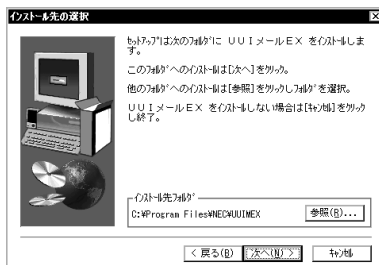 インストール先の選択
ｾｯﾄｱｯﾌﾟは次のﾌｫﾙﾀﾞに ＵＵＩメールＥＸ をｲﾝｽﾄｰﾙしま
す。
このﾌｫﾙﾀﾞへのｲﾝｽﾄｰﾙは[次へ]をｸﾘｯｸ。
他のﾌｫﾙﾀﾞへのｲﾝｽﾄｰﾙは[参照]をｸﾘｯｸしﾌｫﾙﾀﾞを選択。
ＵＵＩメールＥＸ をｲﾝｽﾄｰﾙしない場合は[ｷｬﾝｾﾙ]をｸﾘｯｸ
し終了。
ｲﾝｽﾄｰﾙ先ﾌｫﾙﾀﾞ
C:¥Program Files¥NEC¥UUIMEX
参照(R)...
< 戻る(B)
次へ(N) >
ｷｬﾝｾﾙ